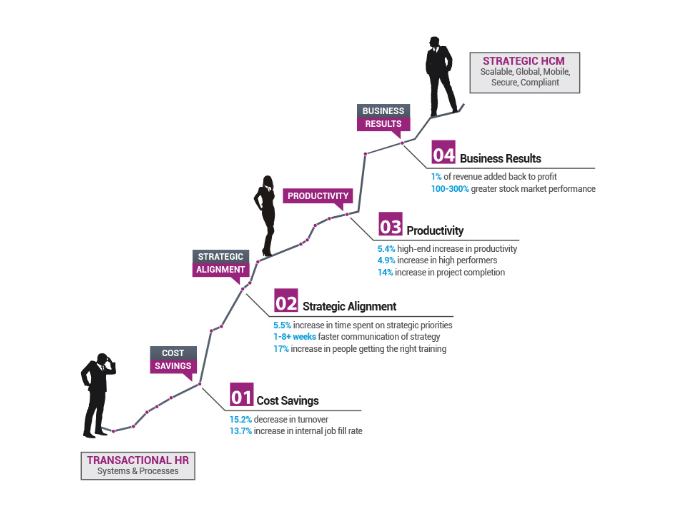 STRATEGIC HCM
Scalable, Global, Mobile,
Secure, Compliant
BUSINESS
RESULTS
04 Business Results
1% of revenue added back to profit
100-300% greater stock market performance
PRODUCTIVITY
03 Productivity
5.4% high-end increase in productivity
4.9% increase in high performers
14% increase in project completion
STRATEGIC
ALIGNMENT
02 Strategic Alignment
5.5% increase in time spent on strategic priorities
1-8+ weeks faster communication of strategy
17% increase in people getting the right training
COST
SAVINGS
01 Cost Savings
15.2% decrease in turnover
13.7% increase in internal job fill rate
TRANSACTIONAL HR
Systems & Processes